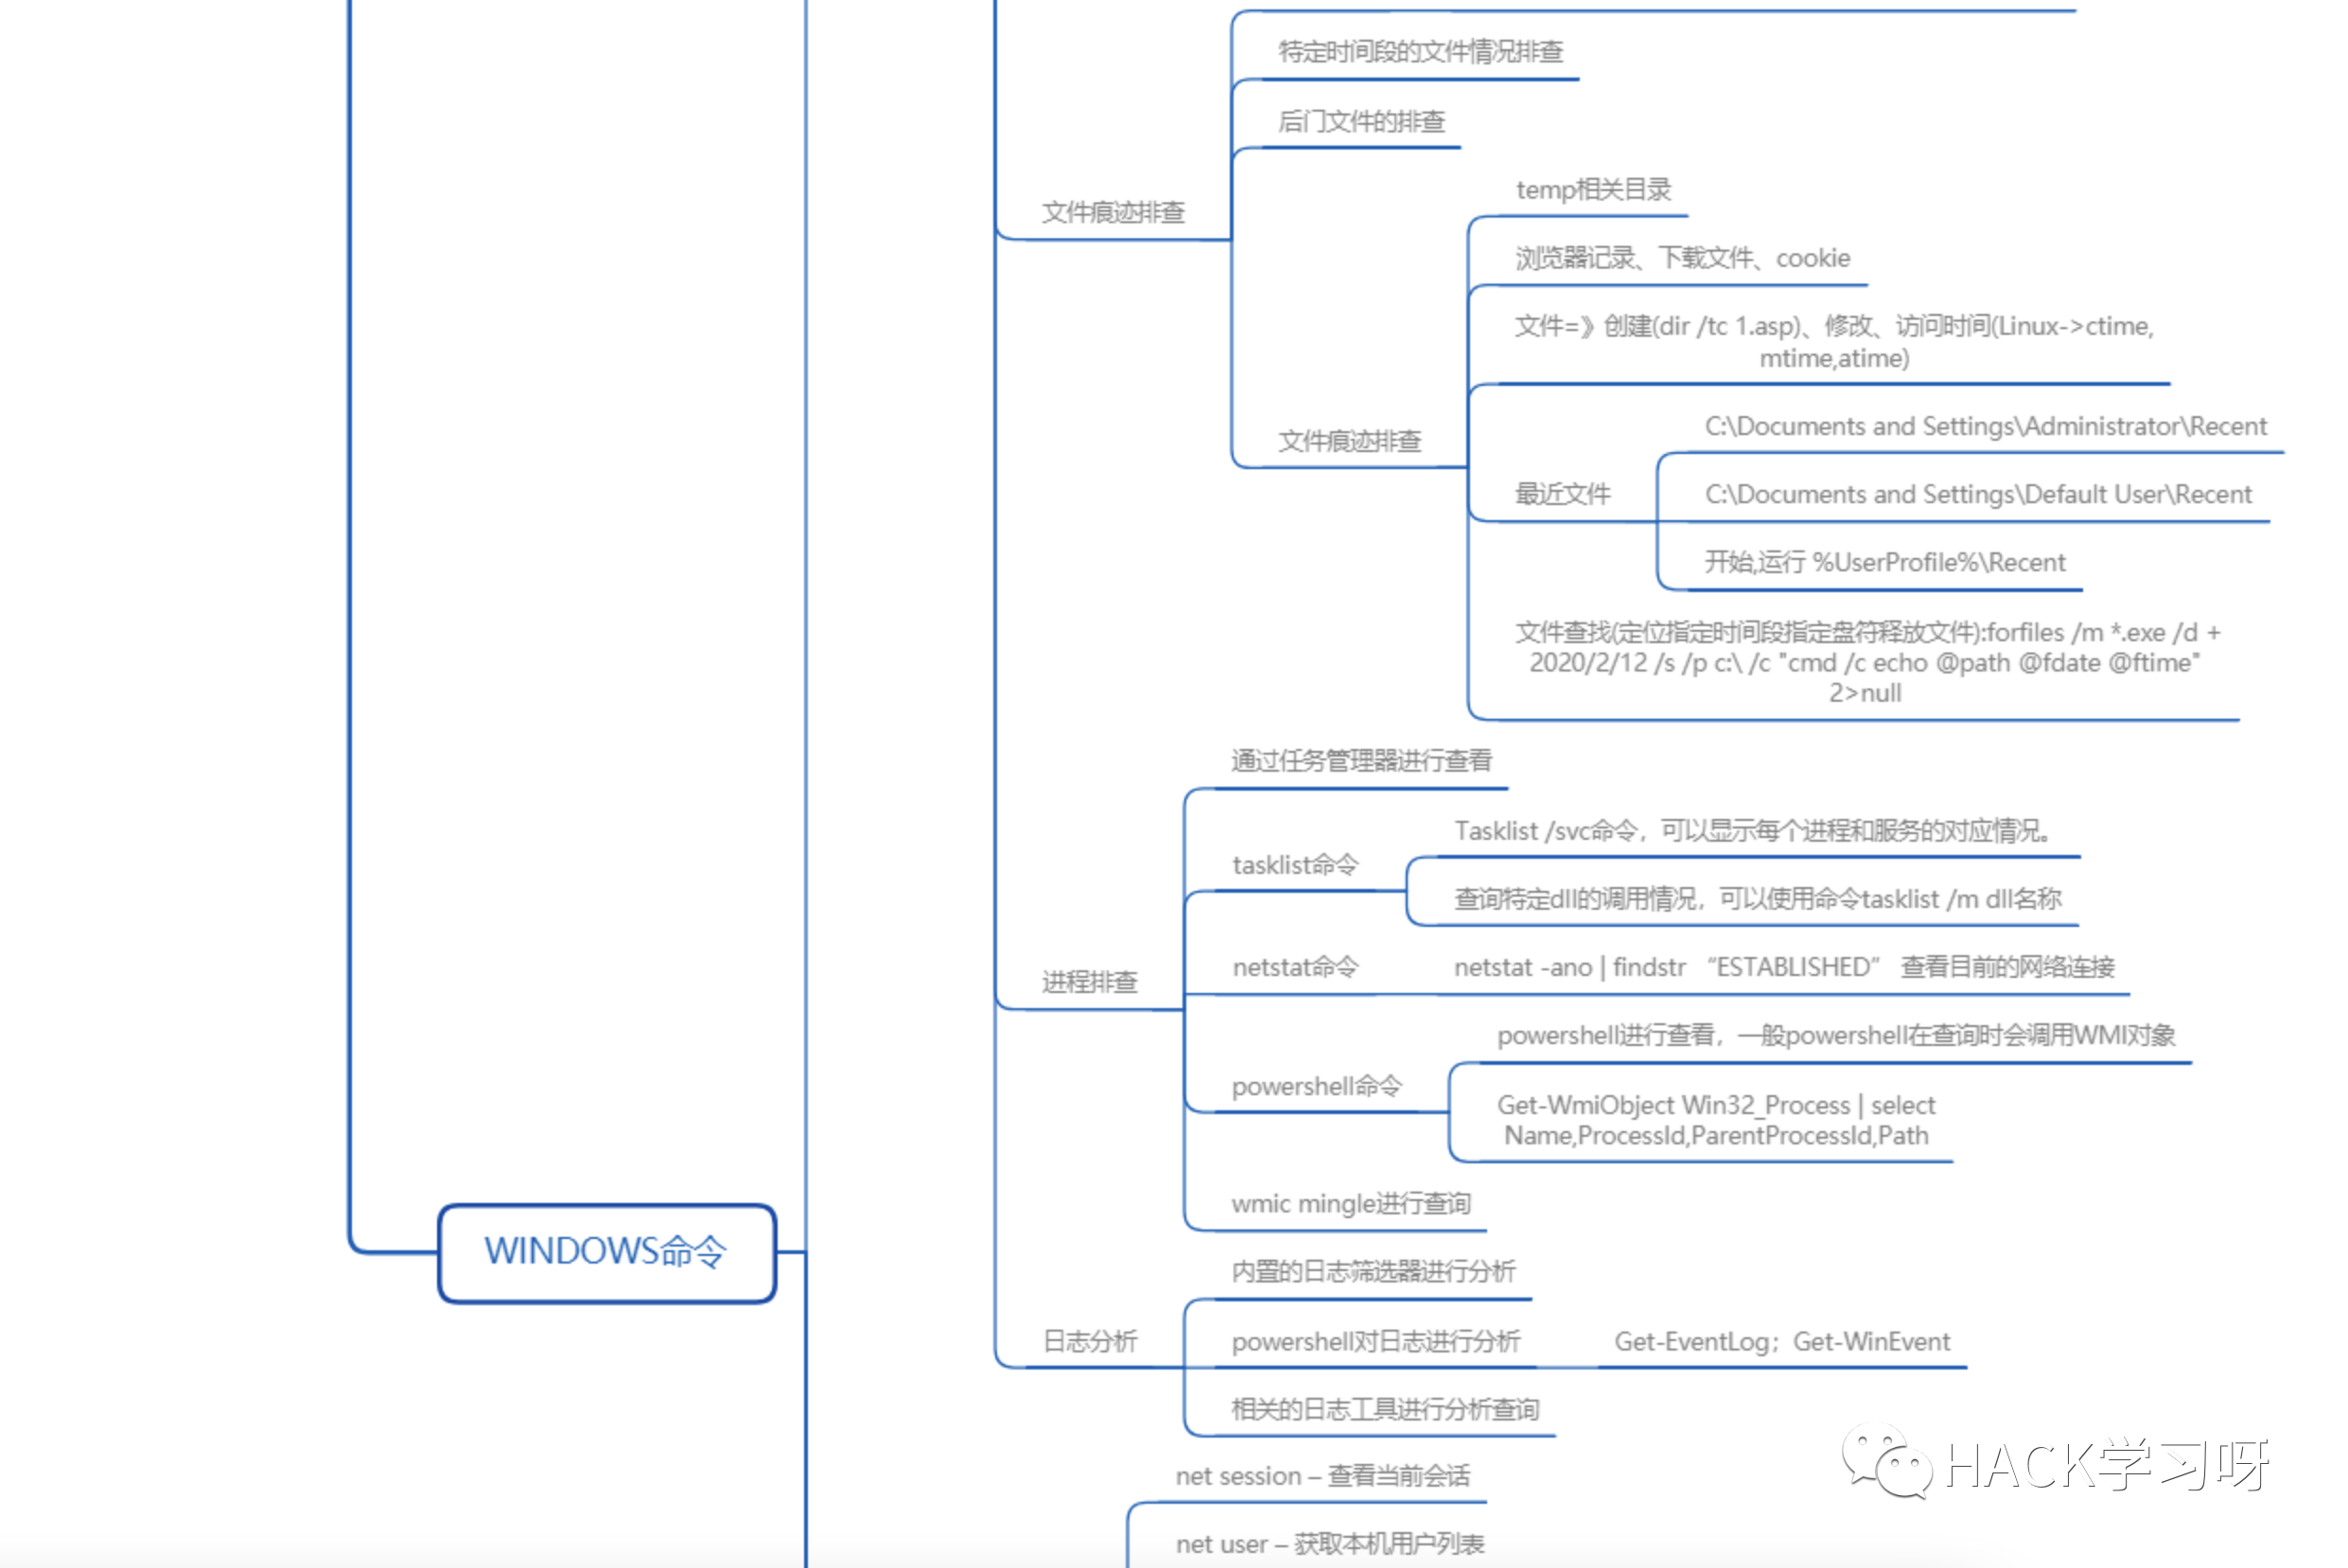 特定时间段的文件情况排查
后门文件的排查
文件痕迹排查
temp相关目录
浏览器记录、下载文件、cookie
文件=》创建(dir /tc 1.asp)、修改、访问时间(Linux->ctime,
mtime,atime)
文件痕迹排查
C:\Documents and Settings\Administrator\Recent
最近文件
C:\Documents and Settings\Default User\Recent
开始,运行 %UserProfile%\Recent
文件查找(定位指定时间段指定盘符释放文件):forfiles /m *.exe /d +
2020/2/12 /s /p c:\ /c "cmd /c echo @path @fdate @ftime"
2>null
通过任务管理器进行查看
tasklist命令
Tasklist /svc命令，可以显示每个进程和服务的对应情况。
查询特定dll的调用情况，可以使用命令tasklist /m dll名称
进程排查
netstat命令
netstat -ano | findstr “ESTABLISHED” 查看目前的网络连接
powershell命令
powershell进行查看，一般powershell在查询时会调用WMI对象
Get-WmiObject Win32_Process | select
Name,ProcessId,ParentProcessId,Path
wmic mingle进行查询
WINDOWS命令
日志分析
内置的日志筛选器进行分析
powershell对日志进行分析
Get-EventLog；Get-WinEvent
相关的日志工具进行分析查询
net session – 查看当前会话
net user – 获取本机用户列表
HACK学习呀